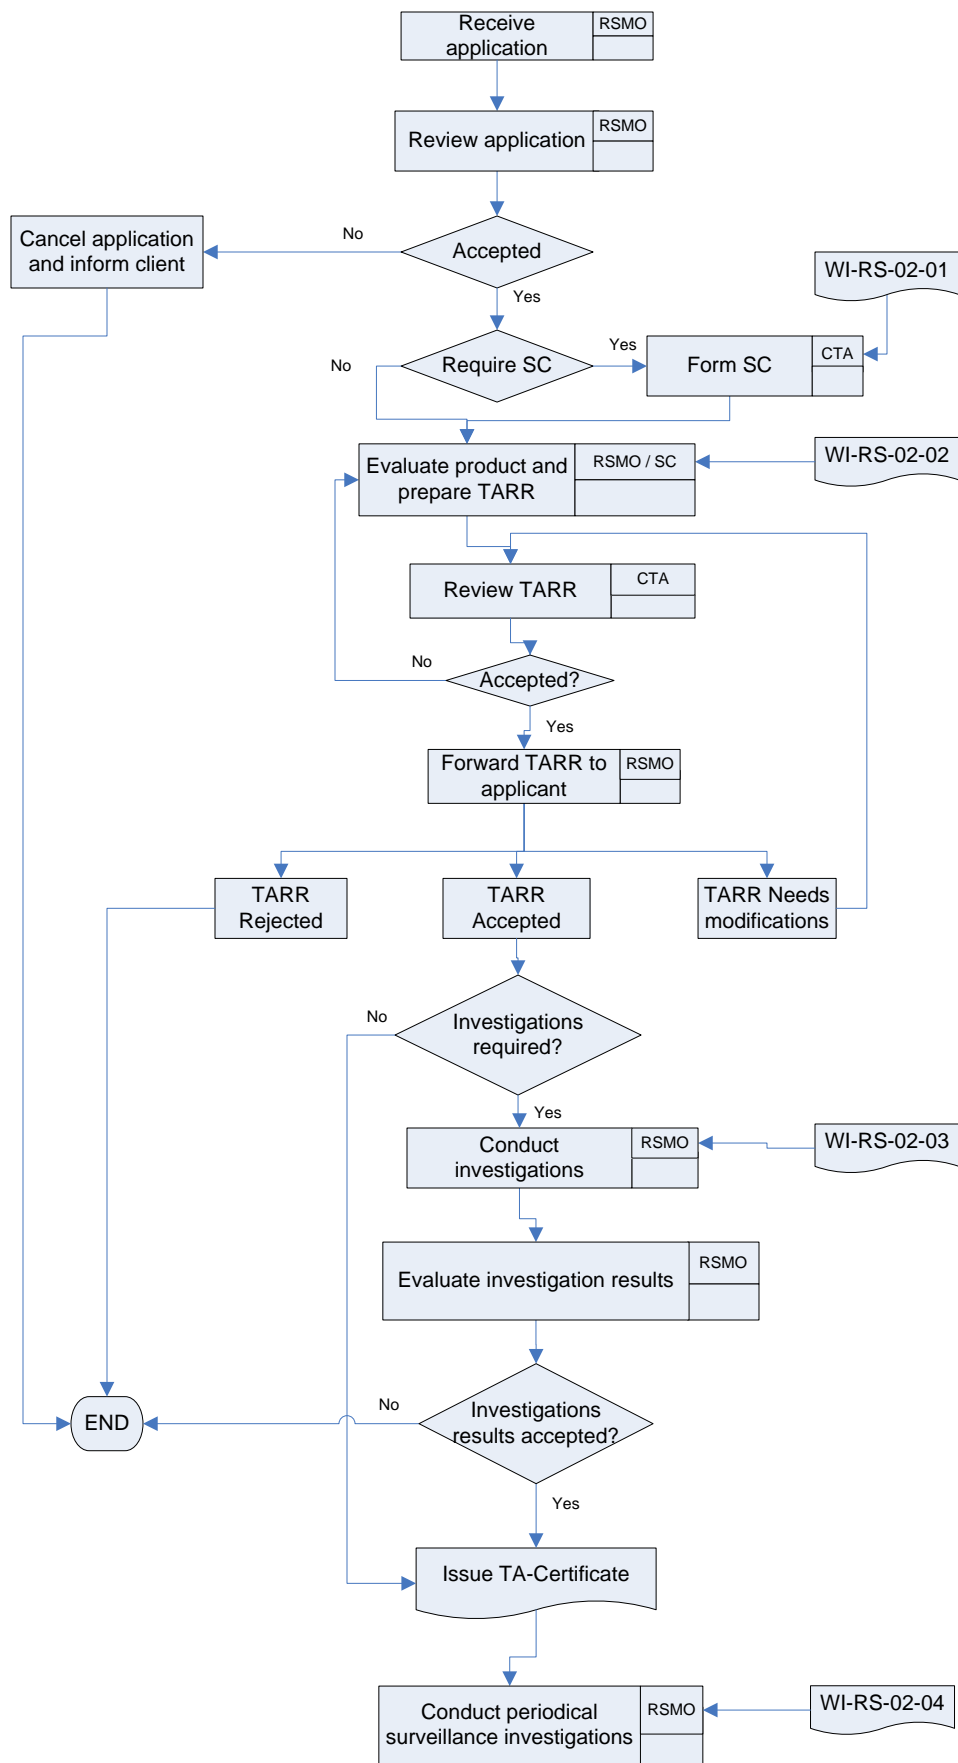 Receive
application
RSMO
Review application
RSMO
Accepted
No
Cancel application
and inform client
Yes
WI-RS-02-01
Require SC
Yes
No
Form SC
CTA
Evaluate product and
prepare TARR
RSMO / SC
WI-RS-02-02
Review TARR
CTA
Accepted?
No
Yes
Forward TARR to
applicant
RSMO
TARR
Rejected
TARR
Accepted
TARR Needs
modifications
Investigations
required?
No
Yes
Conduct
investigations
RSMO
WI-RS-02-03
Evaluate investigation results
RSMO
Investigations
results accepted?
No
END
Yes
Issue TA-Certificate
Conduct periodical
surveillance investigations
RSMO
WI-RS-02-04